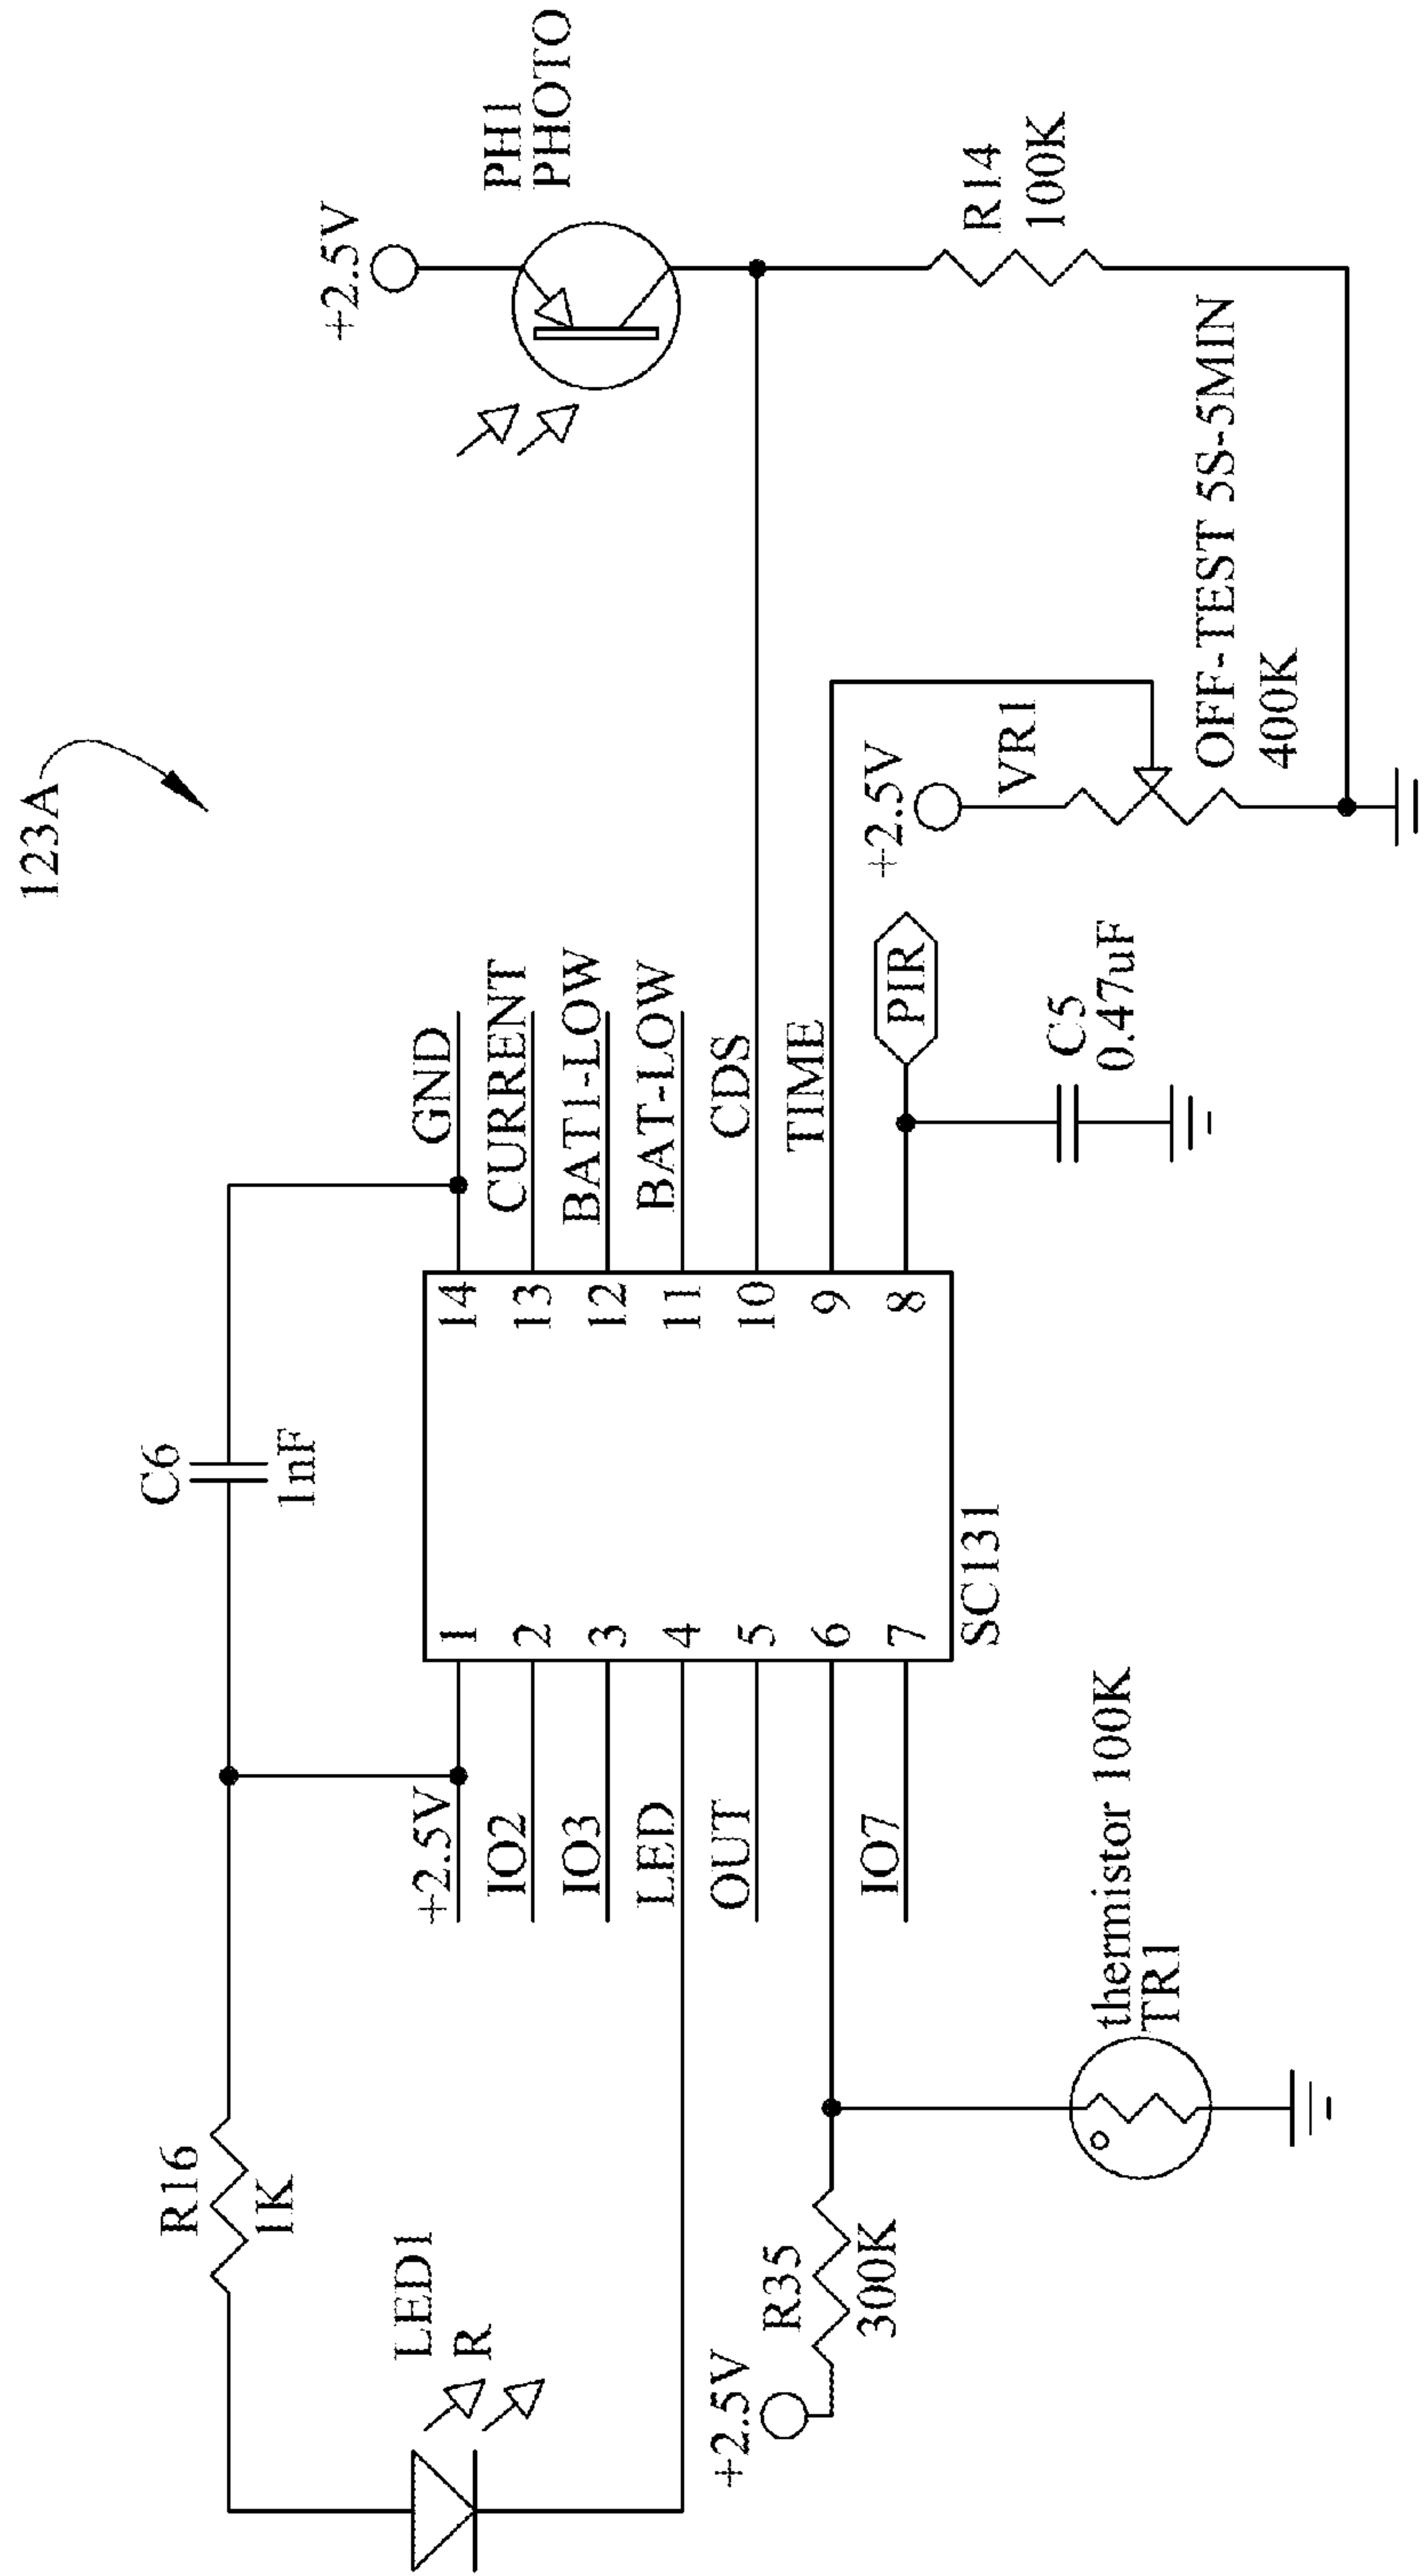 123A
C6
1nF
R16
1K
LED1
R
+2.5V
IO2
IO3
LED
OUT
IO7
1
2
3
4
5
6
7
14
13
12
11
10
9
8
SC131
GND
CURRENT
BAT1-LOW
BAT-LOW
CDS
TIME
PIR
C5
0.47uF
+2.5V
PH1
PHOTO
R14
100K
+2.5V
VR1
OFF-TEST 5S-5MIN
400K
+2.5V
R35
300K
thermistor 100K
TR1